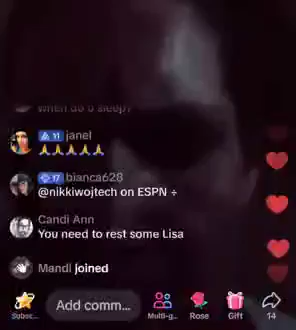 when do u sleep?
11 janel
🙏🙏🙏🙏🙏
17 bianca628
@nikkiwojtech on ESPN +
Candi Ann
You need to rest some Lisa
Mandi joined
Add comm...
Subsc...
Multi-g...
Rose
Gift
14